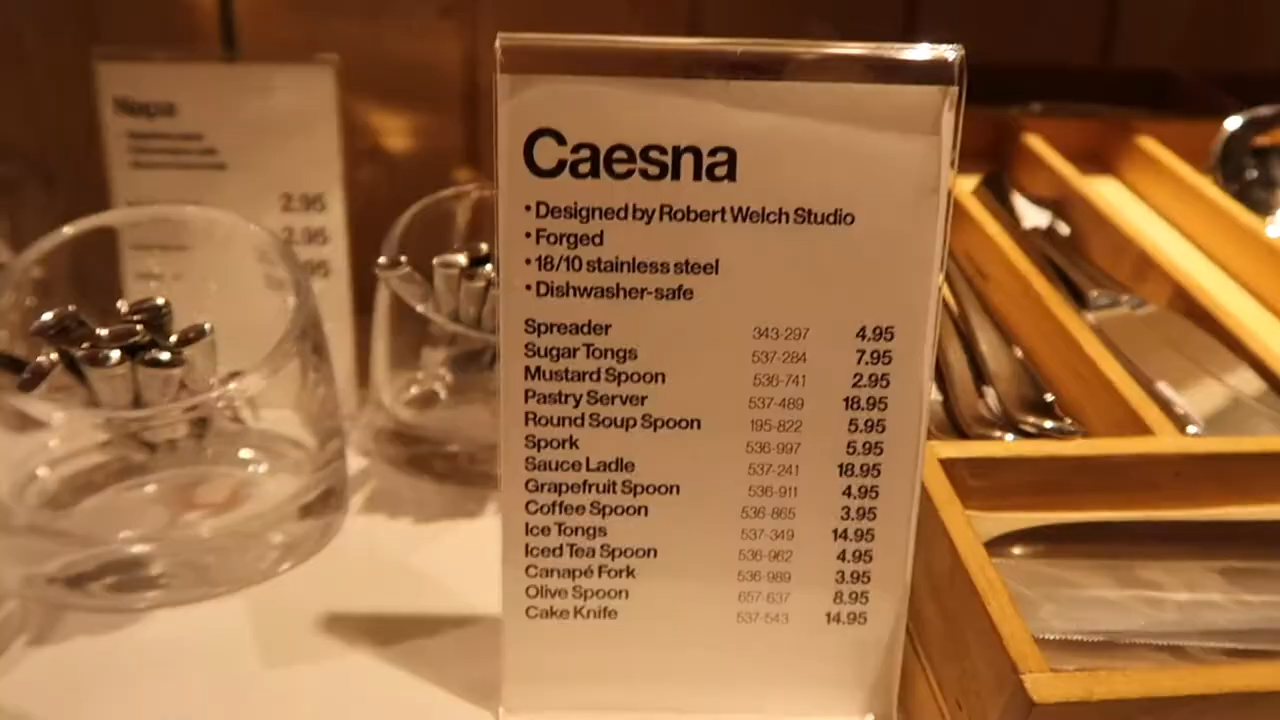 Napa
2.95
2.95
95
Caesna
• Designed by Robert Welch Studio
• Forged
• 18/10 stainless steel
• Dishwasher-safe
Spreader 343-297 4.95
Sugar Tongs 537-284 7.95
Mustard Spoon 536-741 2.95
Pastry Server 537-489 18.95
Round Soup Spoon 195-822 5.95
Spork 536-997 5.95
Sauce Ladle 537-241 18.95
Grapefruit Spoon 536-911 4.95
Coffee Spoon 536-865 3.95
Ice Tongs 537-349 14.95
Iced Tea Spoon 536-962 4.95
Canapé Fork 536-989 3.95
Olive Spoon 657-637 8.95
Cake Knife 537-543 14.95